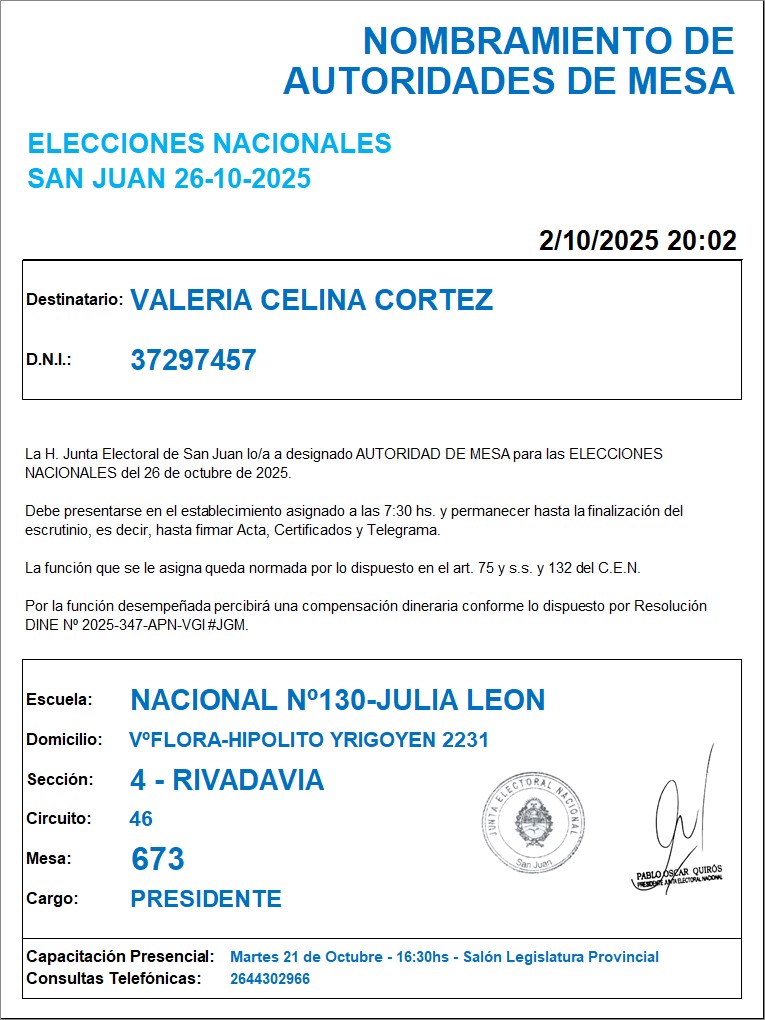 NOMBRAMIENTO DE
AUTORIDADES DE MESA
ELECCIONES NACIONALES
SAN JUAN 26-10-2025
2/10/2025 20:02
Destinatario: VALERIA CELINA CORTEZ
D.N.I.: 37297457
La H. Junta Electoral de San Juan lo/a a designado AUTORIDAD DE MESA para las ELECCIONES
NACIONALES del 26 de octubre de 2025.
Debe presentarse en el establecimiento asignado a las 7:30 hs. y permanecer hasta la finalización del
escrutinio, es decir, hasta firmar Acta, Certificados y Telegrama.
La función que se le asigna queda normada por lo dispuesto en el art. 75 y s.s. y 132 del C.E.N.
Por la función desempeñada percibirá una compensación dineraria conforme lo dispuesto por Resolución
DINE Nº 2025-347-APN-VGI#JGM.
Escuela: NACIONAL Nº130-JULIA LEON
Domicilio: VºFLORA-HIPOLITO YRIGOYEN 2231
Sección: 4 - RIVADAVIA
Circuito: 46
Mesa: 673
Cargo: PRESIDENTE
JUNTA ELECTORAL NACIONAL
San Juan
PABLO OSCAR QUIRÓS
PRESIDENTE JUNTA ELECTORAL NACIONAL
Capacitación Presencial: Martes 21 de Octubre - 16:30hs - Salón Legislatura Provincial
Consultas Telefónicas: 2644302966